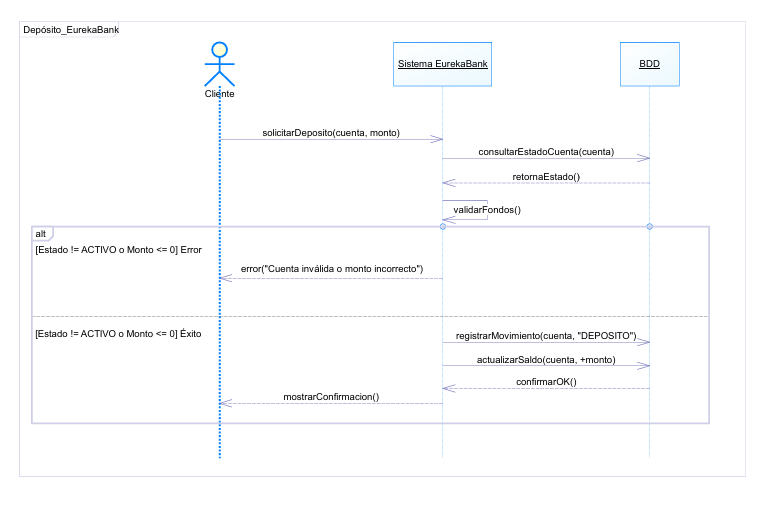 Depósito_EurekaBank
Cliente
Sistema EurekaBank
BDD
solicitarDeposito(cuenta, monto)
consultarEstadoCuenta(cuenta)
retornaEstado()
validarFondos()
alt
[Estado != ACTIVO o Monto <= 0] Error
error("Cuenta inválida o monto incorrecto")
[Estado != ACTIVO o Monto <= 0] Éxito
registrarMovimiento(cuenta, "DEPOSITO")
actualizarSaldo(cuenta, +monto)
confirmarOK()
mostrarConfirmacion()